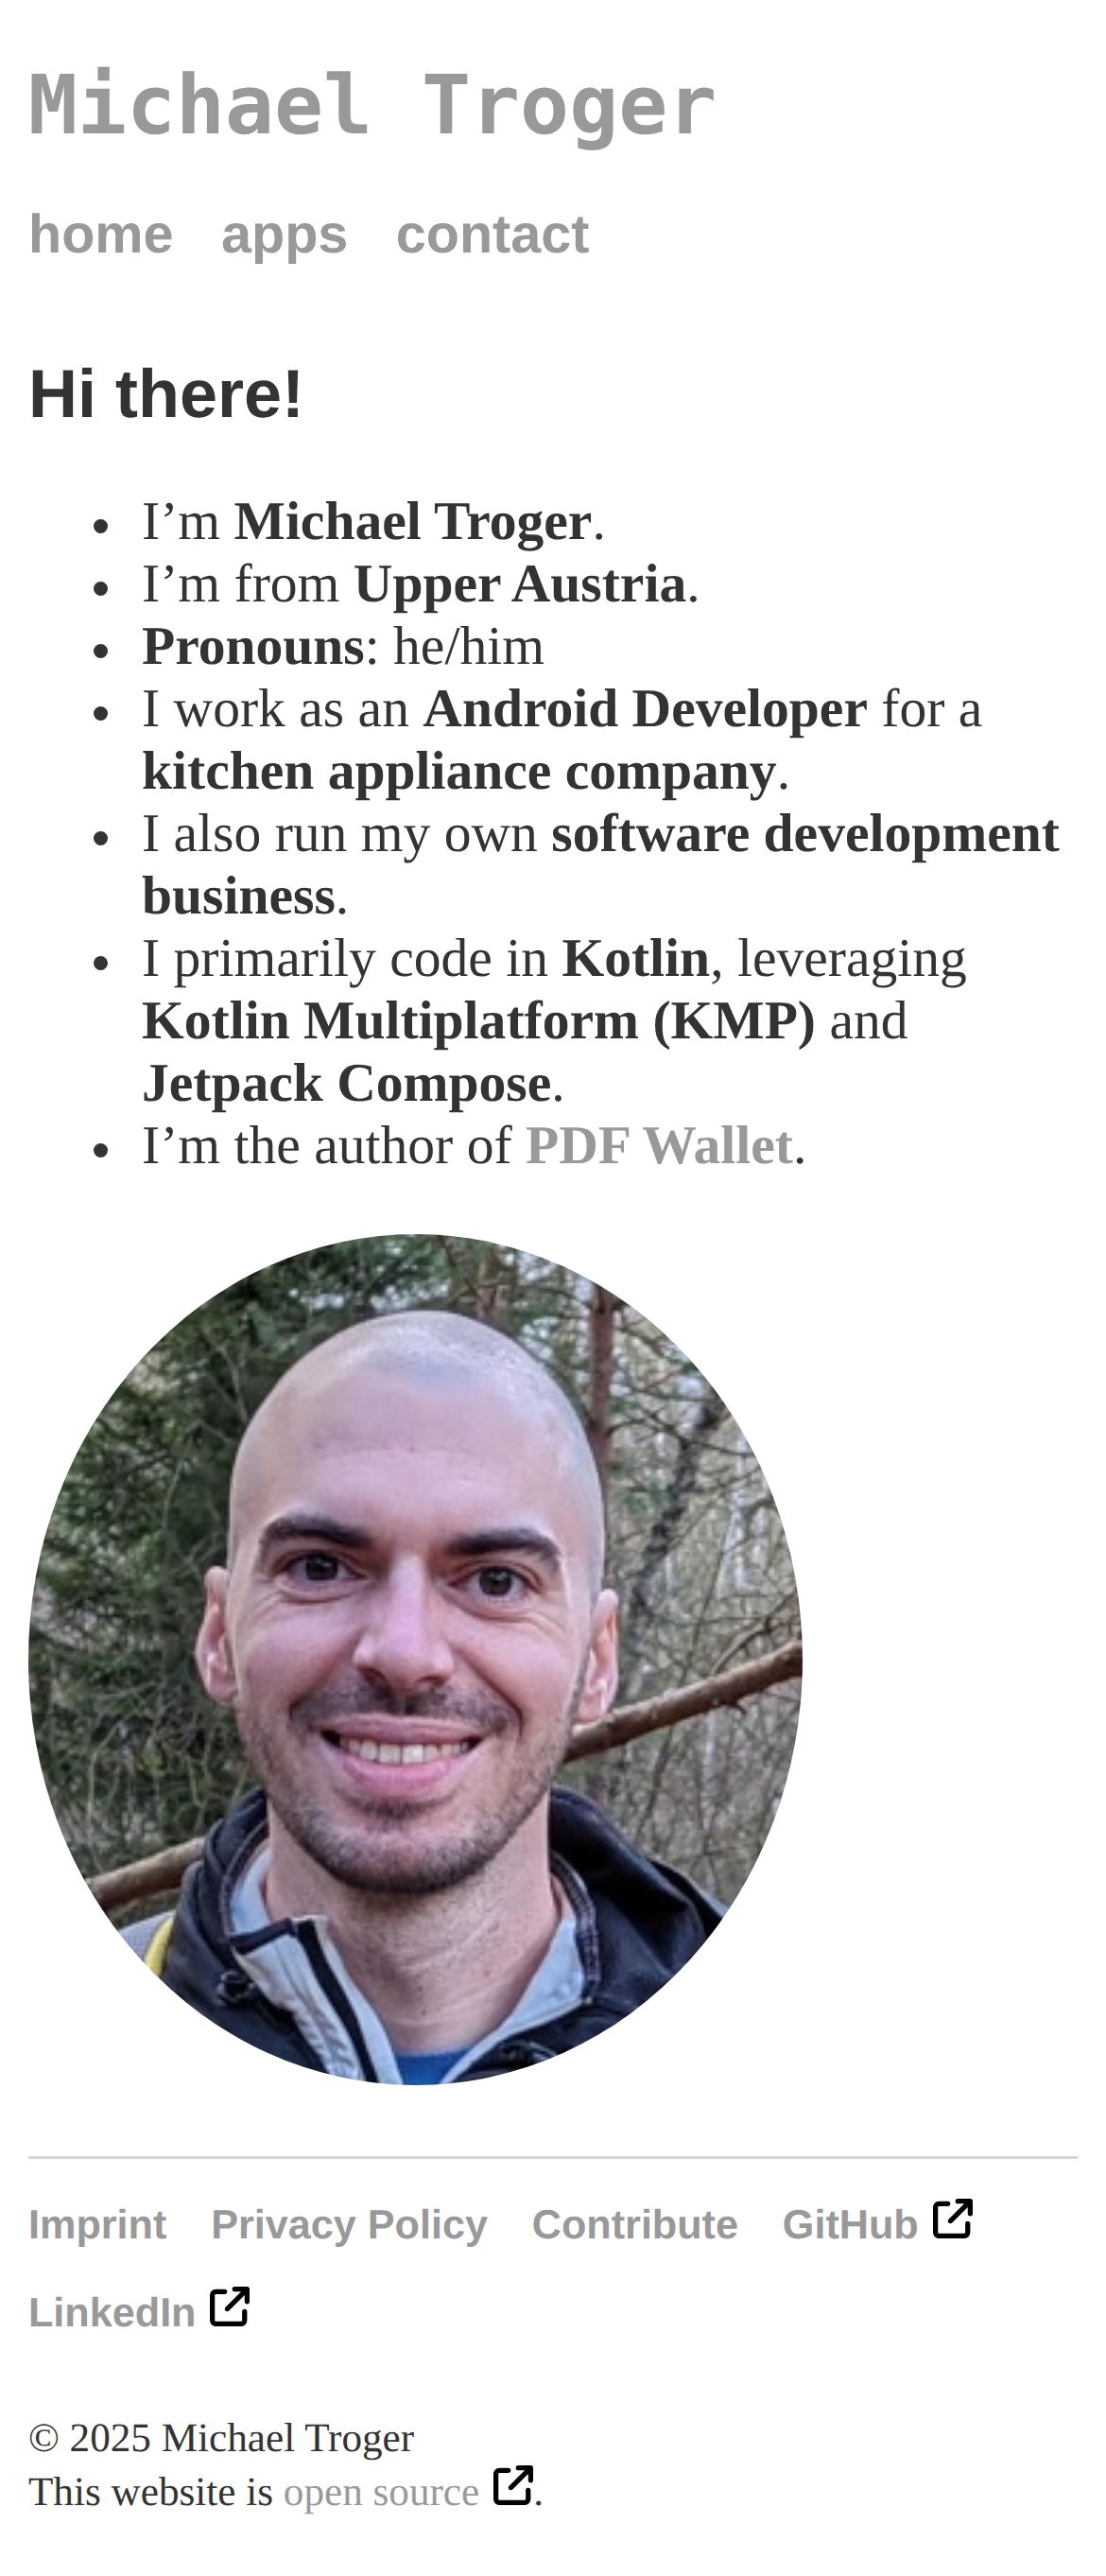 Michael Troger
home apps contact
Hi there!
I’m Michael Troger.
I’m from Upper Austria.
Pronouns: he/him
I work as an Android Developer for a
kitchen appliance company.
I also run my own software development
business.
I primarily code in Kotlin, leveraging
Kotlin Multiplatform (KMP) and
Jetpack Compose.
I’m the author of PDF Wallet.
Imprint Privacy Policy Contribute GitHub
LinkedIn
© 2025 Michael Troger
This website is open source .